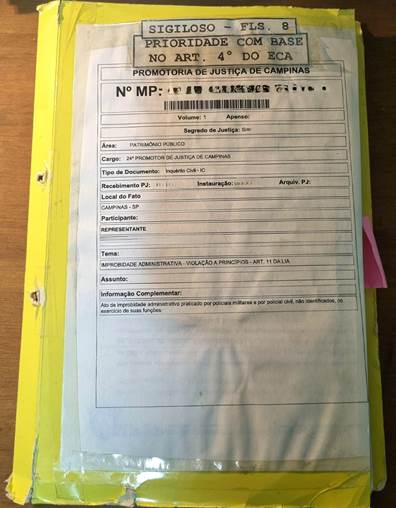 SIGILOSO - FLS. 8
PRIORIDADE COM BASE
NO ART. 4° DO ECA
PROMOTORIA DE JUSTIÇA DE CAMPINAS
Nº MP:
Volume: 1 Apenso:
Segredo de Justiça: Sim
Área: PATRIMÔNIO PÚBLICO
Cargo: 24º PROMOTOR DE JUSTIÇA DE CAMPINAS
Tipo de Documento: Inquérito Civil - IC
Recebimento PJ: Instauração: Arquiv. PJ:
Local do Fato
CAMPINAS - SP
Participante:
REPRESENTANTE
Tema:
IMPROBIDADE ADMINISTRATIVA - VIOLAÇÃO A PRINCÍPIOS - ART. 11 DA LIA
Assunto:
Informação Complementar:
Ato de improbidade administrativa praticado por policiais militares e por policial civil, não identificados, no
exercício de suas funções